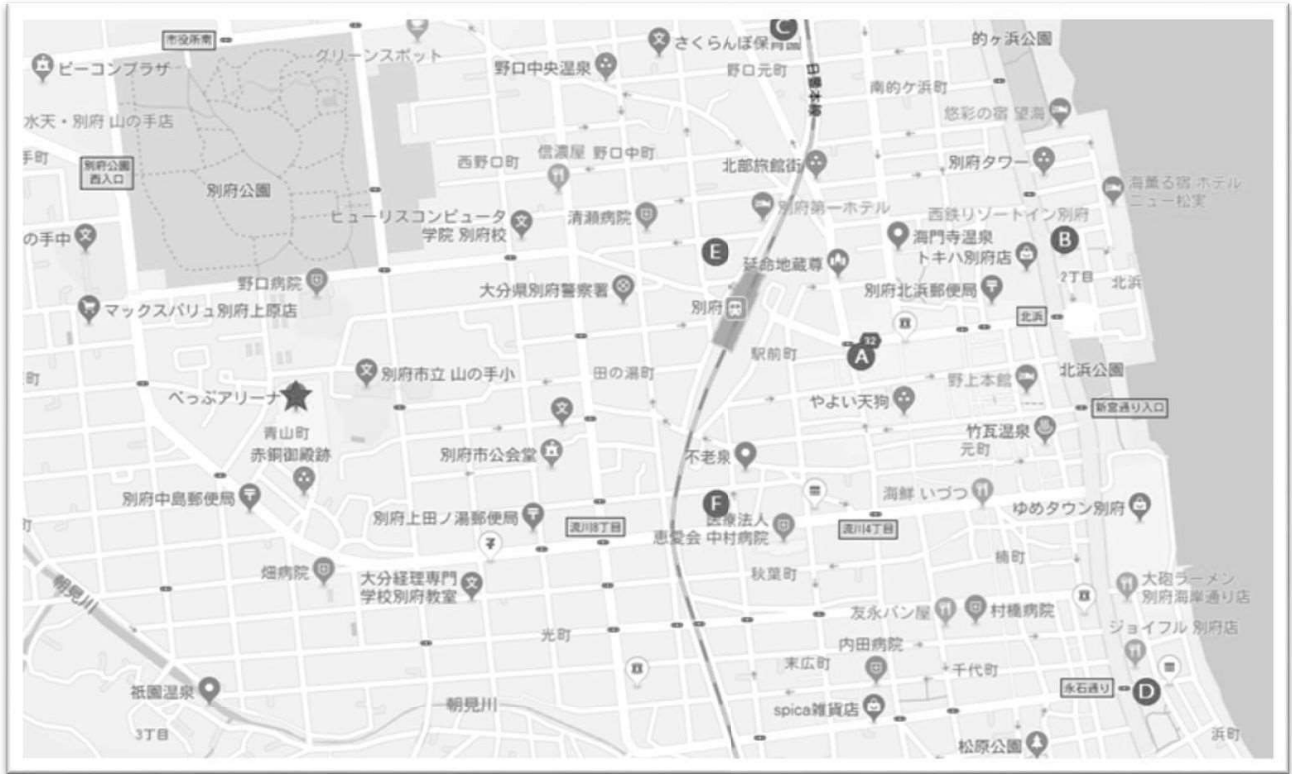 市役所南
グリーンスポット
C
さくらんぼ保育園
的ヶ浜公園
ビーコンプラザ
野口中央温泉
野口元町
日豊本線
南的ケ浜町
悠彩の宿 望海
水天・別府 山の手店
手町
別府公園
西入口
別府公園
西野口町
信濃屋
野口中町
北部旅館街
別府タワー
海薫る宿 ホテル
ニュー松実
ヒューリスコンピュータ
学院 別府校
清瀬病院
別府第一ホテル
西鉄リゾートイン別府
の手中
E
海門寺温泉
B
トキハ別府店
延命地蔵尊
野口病院
大分県別府警察署
別府北浜郵便局
2丁目
北浜
マックスバリュ別府上原店
別府
北浜
32
A
駅前町
北浜公園
別府市立 山の手小
田の湯町
野上本館
べっぷアリーナ
やよい天狗
新宮通り入口
青山町
竹瓦温泉
元町
赤銅御殿跡
別府市公会堂
不老泉
別府中島郵便局
海鮮 いづつ
ゆめタウン別府
F
別府上田ノ湯郵便局
流川8丁目
医療法人
恵愛会 中村病院
流川4丁目
楠町
畑病院
大分経理専門
学校別府教室
秋葉町
大砲ラーメン
別府海岸通り店
朝見川
友永パン屋
村橋病院
光町
ジョイフル 別府店
内田病院
末広町
千代町
祇園温泉
永石通り
D
朝見川
spica雑貨店
3丁目
浜町
松原公園